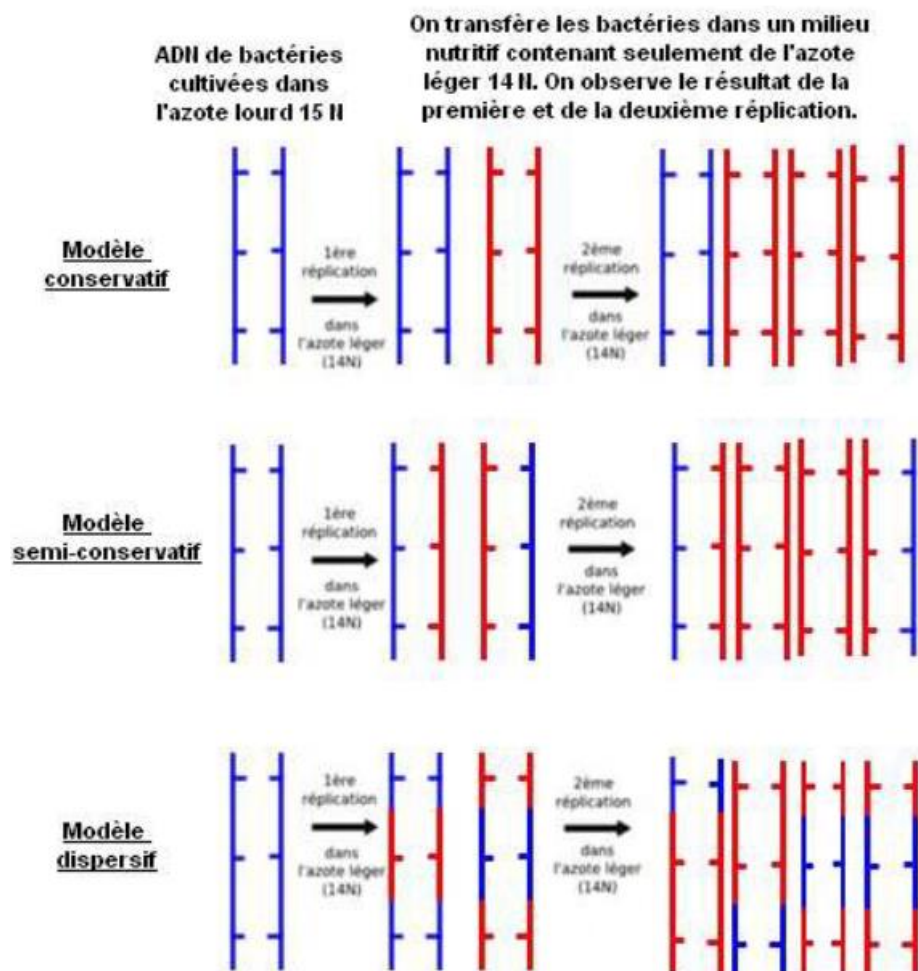 ADN de bactéries
cultivées dans
l'azote lourd 15 N
On transfère les bactéries dans un milieu
nutritif contenant seulement de l'azote
léger 14 N. On observe le résultat de la
première et de la deuxième réplication.
Modèle
conservatif
1ère
réplication
dans
l'azote léger
(14N)
2ème
réplication
dans
l'azote léger
(14N)
Modèle
semi-conservatif
1ère
réplication
dans
l'azote léger
(14N)
2ème
réplication
dans
l'azote léger
(14N)
Modèle
dispersif
1ère
réplication
dans
l'azote léger
(14N)
2ème
réplication
dans
l'azote léger
(14N)